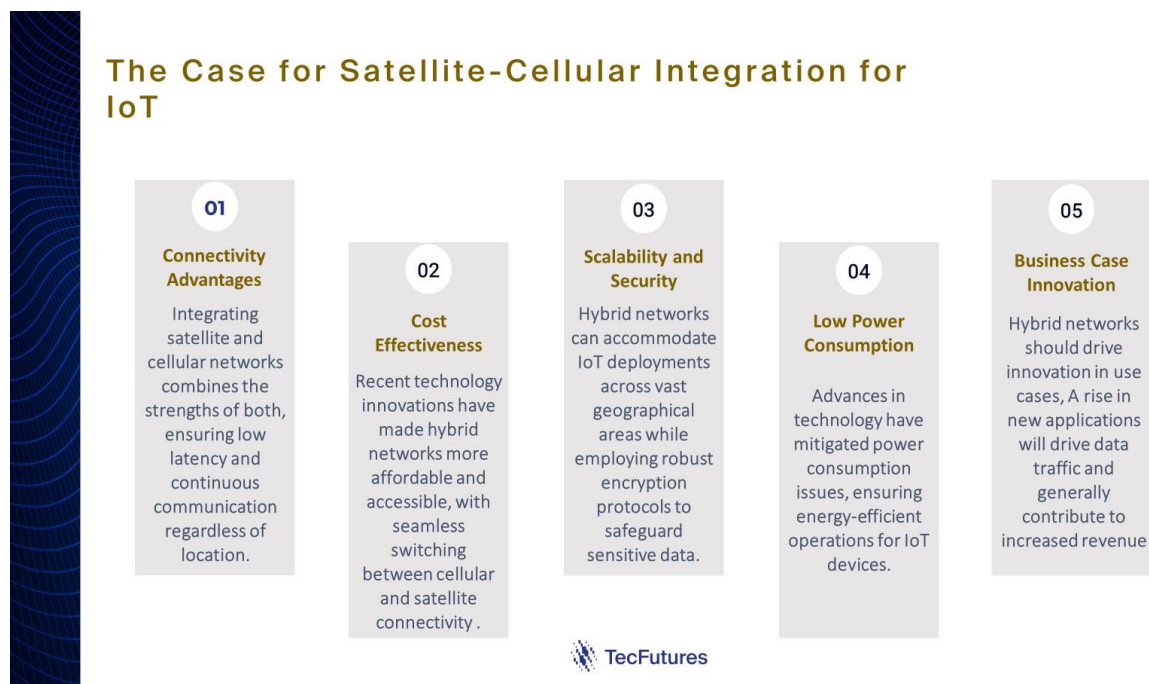 The Case for Satellite-Cellular Integration for
IoT
01
Connectivity
Advantages
Integrating
satellite and
cellular networks
combines the
strengths of both,
ensuring low
latency and
continuous
communication
regardless of
location.
02
Cost
Effectiveness
Recent technology
innovations have
made hybrid
networks more
affordable and
accessible, with
seamless
switching
between cellular
and satellite
connectivity .
03
Scalability and
Security
Hybrid networks
can accommodate
IoT deployments
across vast
geographical
areas while
employing robust
encryption
protocols to
safeguard
sensitive data.
04
Low Power
Consumption
Advances in
technology have
mitigated power
consumption
issues, ensuring
energy-efficient
operations for IoT
devices.
05
Business Case
Innovation
Hybrid networks
should drive
innovation in use
cases, A rise in
new applications
will drive data
traffic and
generally
contribute to
increased revenue
TecFutures